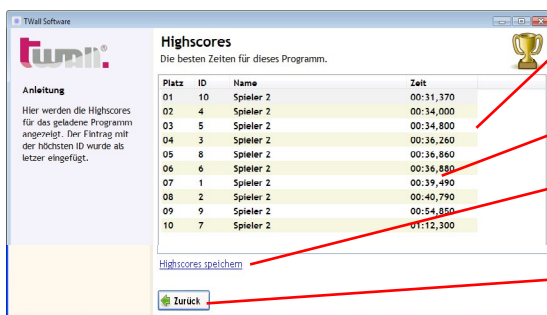 TWall Software
twall®
Highscores
Die besten Zeiten für dieses Programm.
Anleitung
Hier werden die Highscores
für das geladene Programm
angezeigt. Der Eintrag mit
der höchsten ID wurde als
letzer eingefügt.
Platz ID Name Zeit
01 10 Spieler 2 00:31,370
02 4 Spieler 2 00:34,000
03 5 Spieler 2 00:34,800
04 3 Spieler 2 00:36,260
05 8 Spieler 2 00:36,860
06 6 Spieler 2 00:36,880
07 1 Spieler 2 00:39,490
08 2 Spieler 2 00:40,790
09 9 Spieler 2 00:54,850
10 7 Spieler 2 01:12,300
Highscores speichern
Zurück